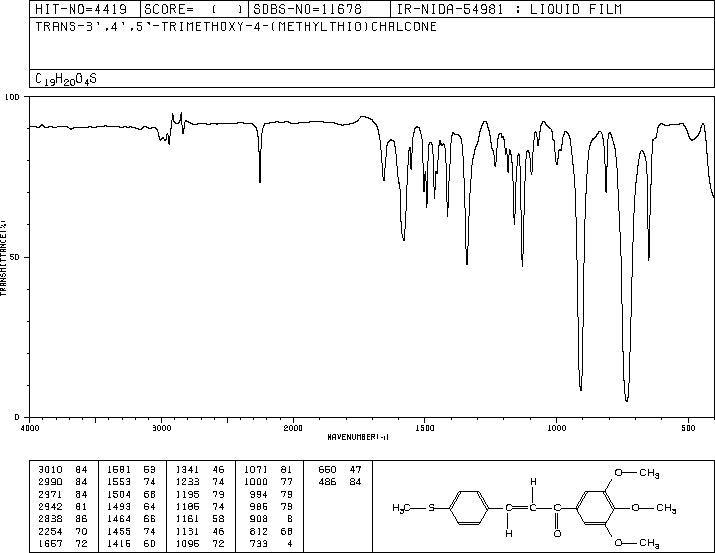 HIT-NO=4419 SCORE= ( ) SDBS-NO=11678 IR-NIDA-54981 : LIQUID FILM
TRANS-3',4',5'-TRIMETHOXY-4-(METHYLTHIO)CHALCONE
C19H20O4S
100
50
0
TRANSMITTANCE(%)
4000 3000 2000 1500 1000 500
WAVENUMBER(-1)
3010 84 1581 53 1341 46 1071 81 650 47
2990 84 1553 74 1233 74 1000 77 486 84
2971 84 1504 68 1195 79 994 79
2942 81 1493 64 1186 74 986 79
2838 86 1464 66 1161 58 908 8
2254 70 1455 74 1131 46 812 68
1657 72 1415 60 1095 72 733 4
H O CH3
H3C S O CH3
H O O CH3